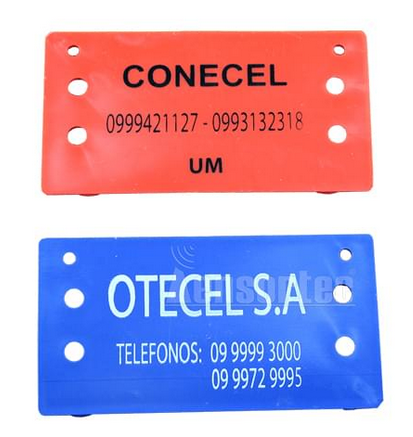 CONECEL
0999421127 - 0993132318
UM
OTECEL S.A
TELEFONOS: 09 9999 3000
09 9972 9995